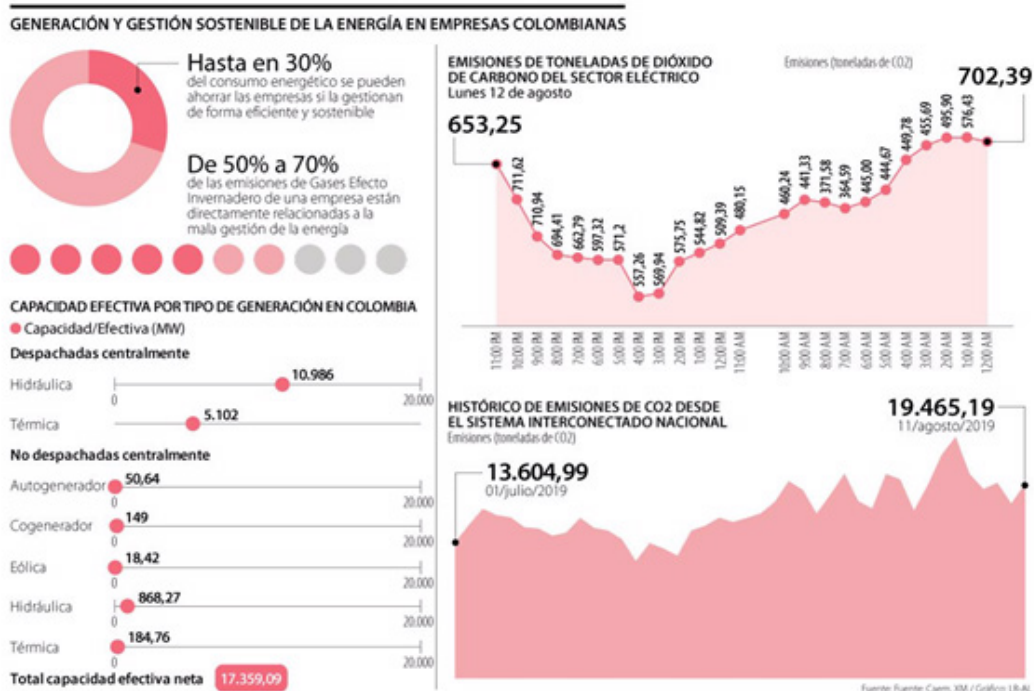 GENERACIÓN Y GESTIÓN SOSTENIBLE DE LA ENERGÍA EN EMPRESAS COLOMBIANAS
Hasta en 30%
del consumo energético se pueden
ahorrar las empresas si la gestionan
de forma eficiente y sostenible
De 50% a 70%
de las emisiones de Gases Efecto
Invernadero de una empresa están
directamente relacionadas a la
mala gestión de la energía
CAPACIDAD EFECTIVA POR TIPO DE GENERACIÓN EN COLOMBIA
Capacidad/Efectiva (MW)
Despachadas centralmente
Hidráulica
10.986
0
20.000
Térmica
5.102
No despachadas centralmente
Autogenerador
50,64
0
20.000
Cogenerador
149
0
20.000
Eólica
18,42
0
20.000
Hidráulica
868,27
0
20.000
Térmica
184,76
0
20.000
Total capacidad efectiva neta 17.359,09
EMISIONES DE TONELADAS DE DIÓXIDO
DE CARBONO DEL SECTOR ELÉCTRICO
Lunes 12 de agosto
Emisiones (toneladas de CO2)
653,25
711,62
710,94
694,41
662,79
597,32
571,2
557,26
569,94
575,75
544,82
509,39
480,15
460,24
441,33
371,58
364,59
445,00
444,67
449,78
455,69
495,90
576,43
702,39
11:00 PM
10:00 PM
9:00 PM
8:00 PM
7:00 PM
6:00 PM
5:00 PM
4:00 PM
3:00 PM
2:00 PM
1:00 PM
12:00 PM
11:00 AM
10:00 AM
9:00 AM
8:00 AM
7:00 AM
6:00 AM
5:00 AM
4:00 AM
3:00 AM
2:00 AM
1:00 AM
12:00 AM
HISTÓRICO DE EMISIONES DE CO2 DESDE
EL SISTEMA INTERCONECTADO NACIONAL
Emisiones (toneladas de CO2)
13.604,99
01/julio/2019
19.465,19
11/agosto/2019
Fuente: Fuente: Caem, XM / Gráfico: LR-AL